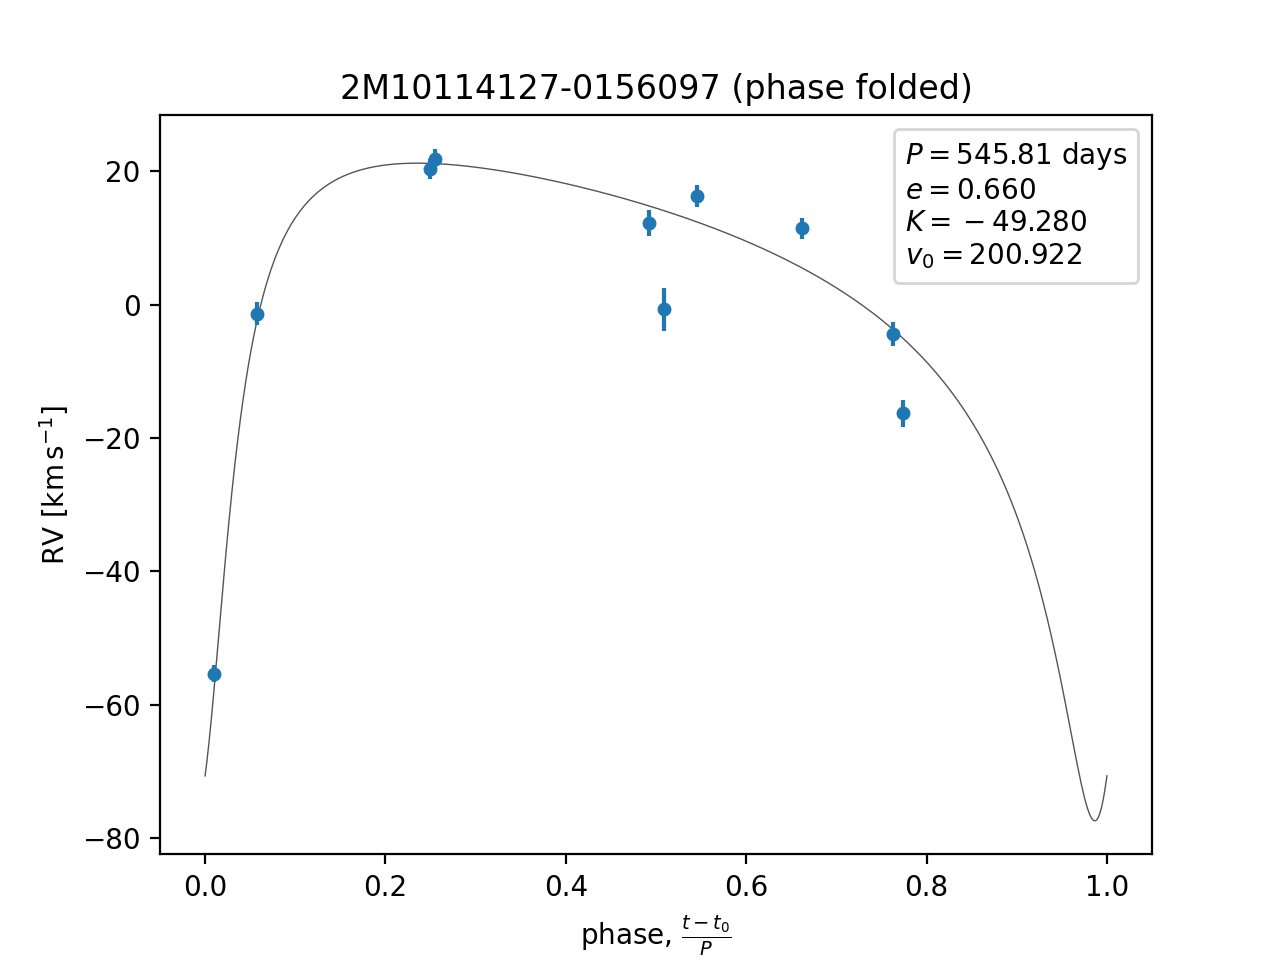 2M10114127-0156097 (phase folded)
P = 545.81 days
e = 0.660
K = −49.280
v₀ = 200.922
20
0
−20
−40
−60
−80
RV [km s⁻¹]
0.0 0.2 0.4 0.6 0.8 1.0
phase, (t − t₀)/P